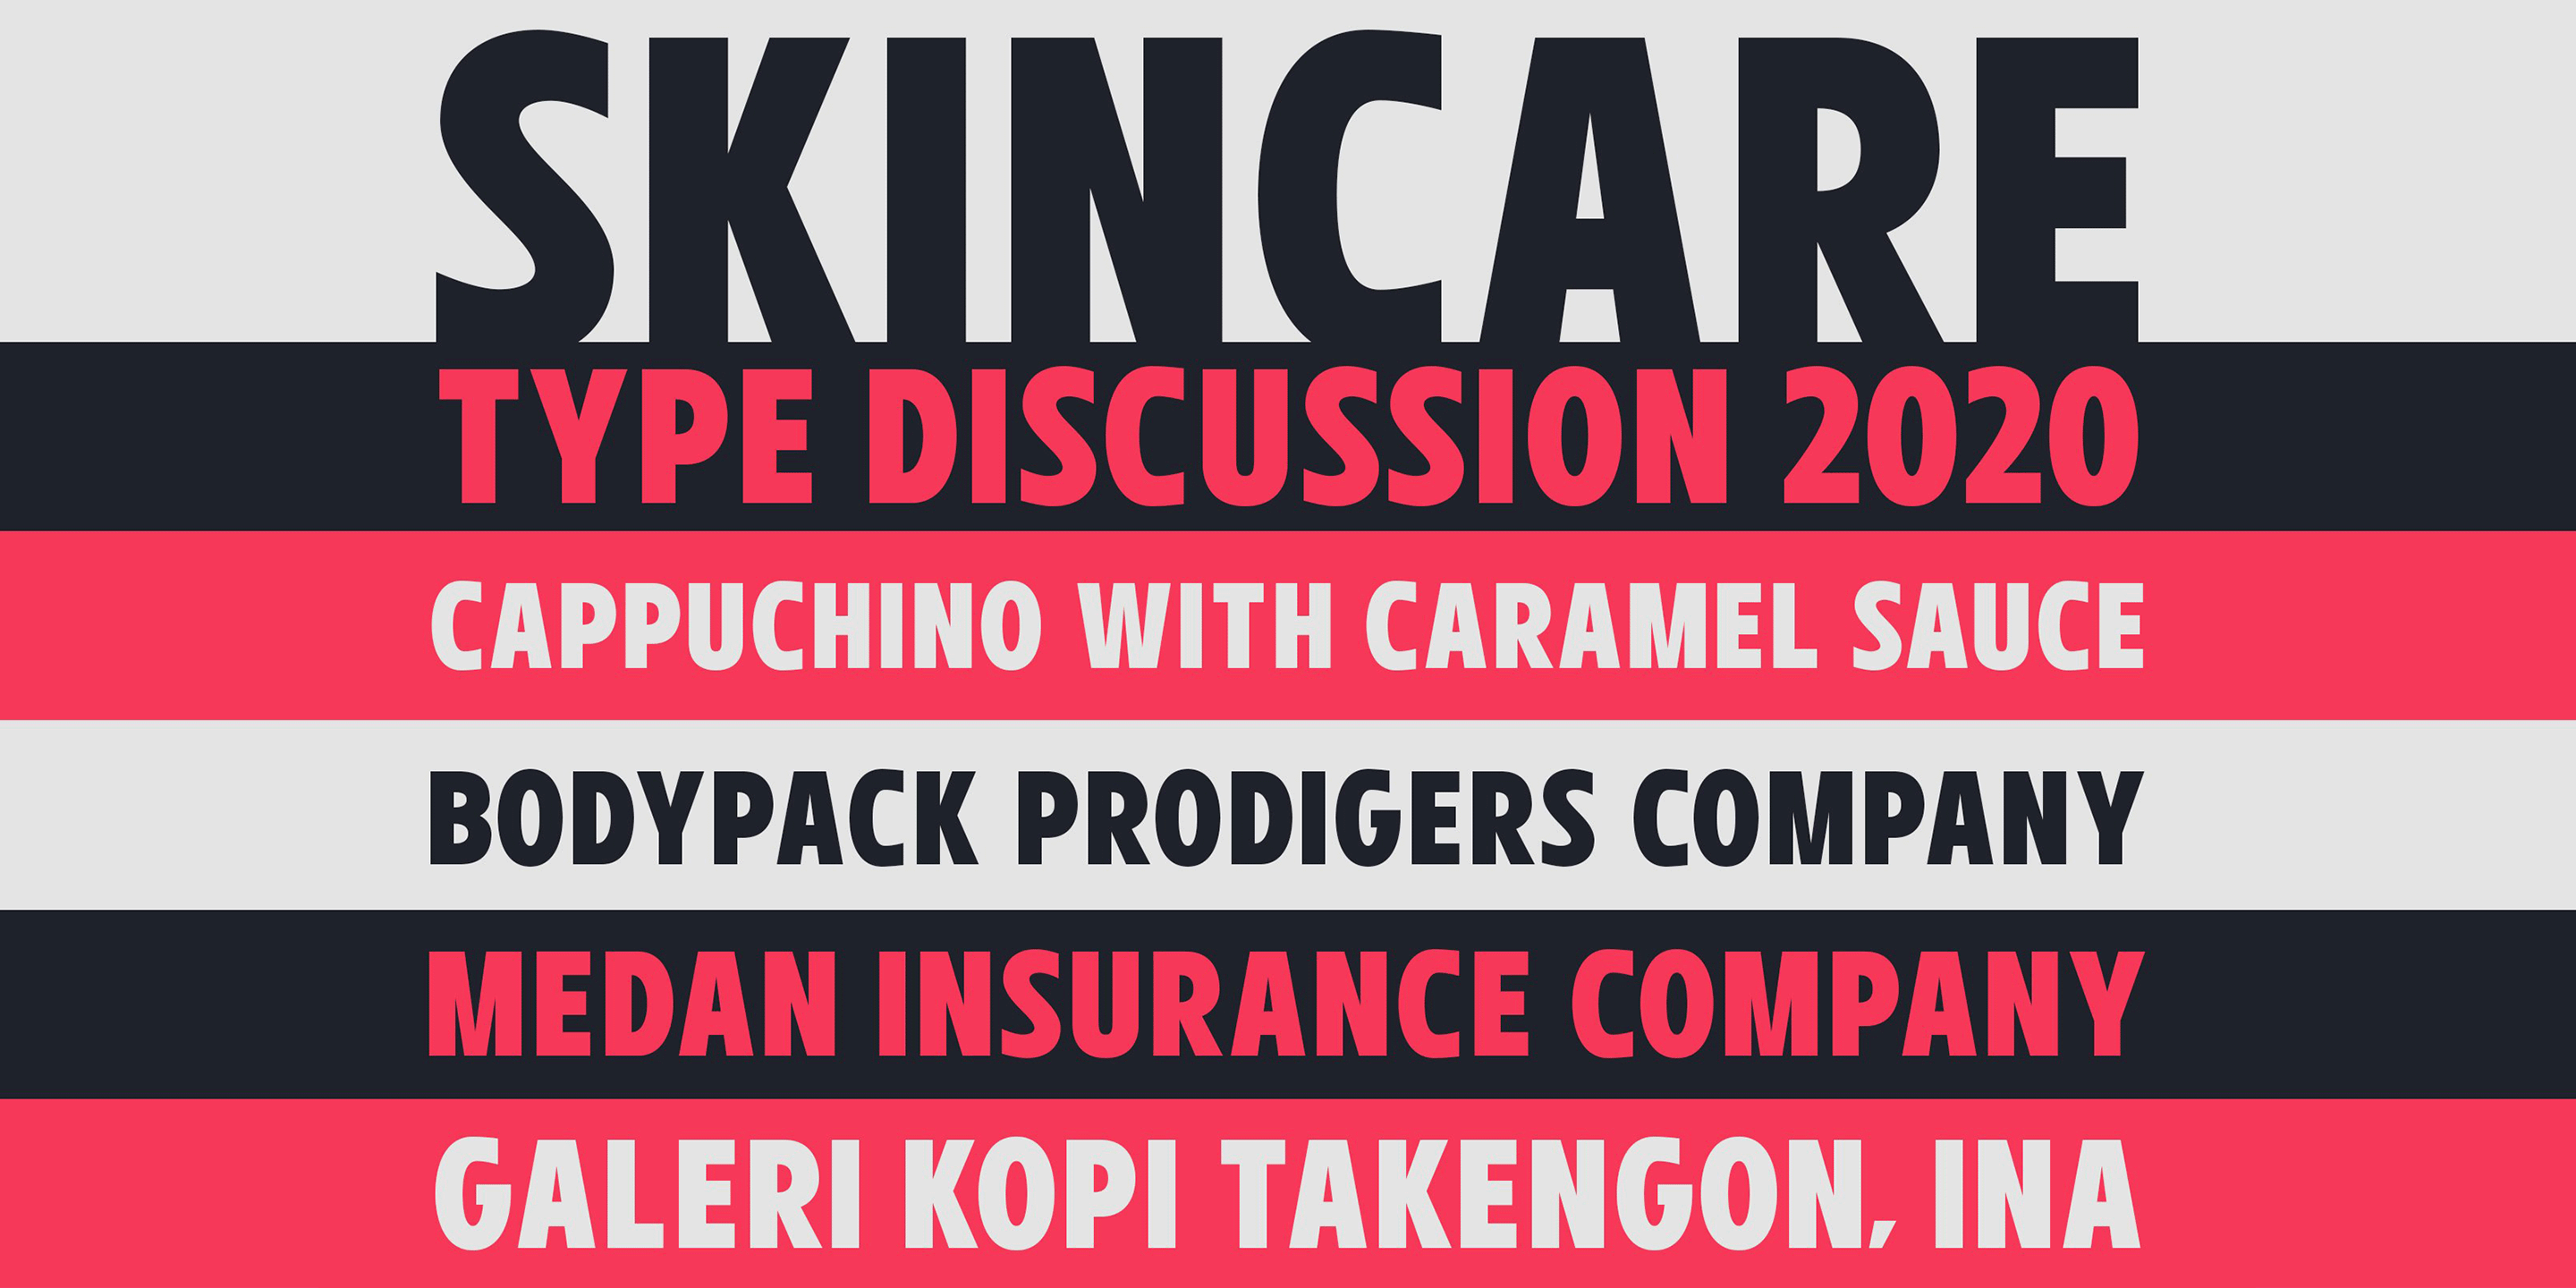 SKINCARE
TYPE DISCUSSION 2020
CAPPUCHINO WITH CARAMEL SAUCE
BODYPACK PRODIGERS COMPANY
MEDAN INSURANCE COMPANY
GALERI KOPI TAKENGON, INA